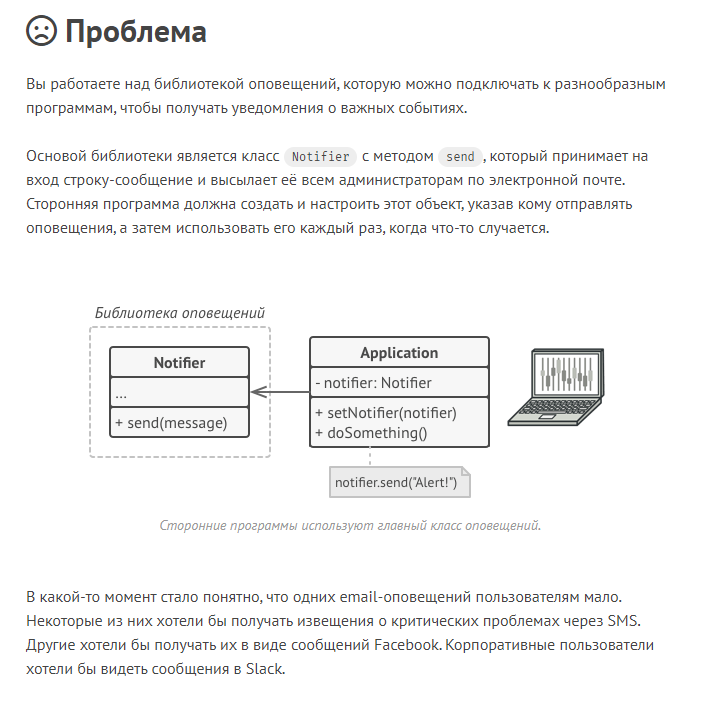 Проблема
Вы работаете над библиотекой оповещений, которую можно подключать к разнообразным
программам, чтобы получать уведомления о важных событиях.
Основой библиотеки является класс Notifier с методом send, который принимает на
вход строку-сообщение и высылает её всем администраторам по электронной почте.
Сторонняя программа должна создать и настроить этот объект, указав кому отправлять
оповещения, а затем использовать его каждый раз, когда что-то случается.
Библиотека оповещений
Notifier
...
+ send(message)
Application
- notifier: Notifier
+ setNotifier(notifier)
+ doSomething()
notifier.send("Alert!")
Сторонние программы используют главный класс оповещений.
В какой-то момент стало понятно, что одних email-оповещений пользователям мало.
Некоторые из них хотели бы получать извещения о критических проблемах через SMS.
Другие хотели бы получать их в виде сообщений Facebook. Корпоративные пользователи
хотели бы видеть сообщения в Slack.